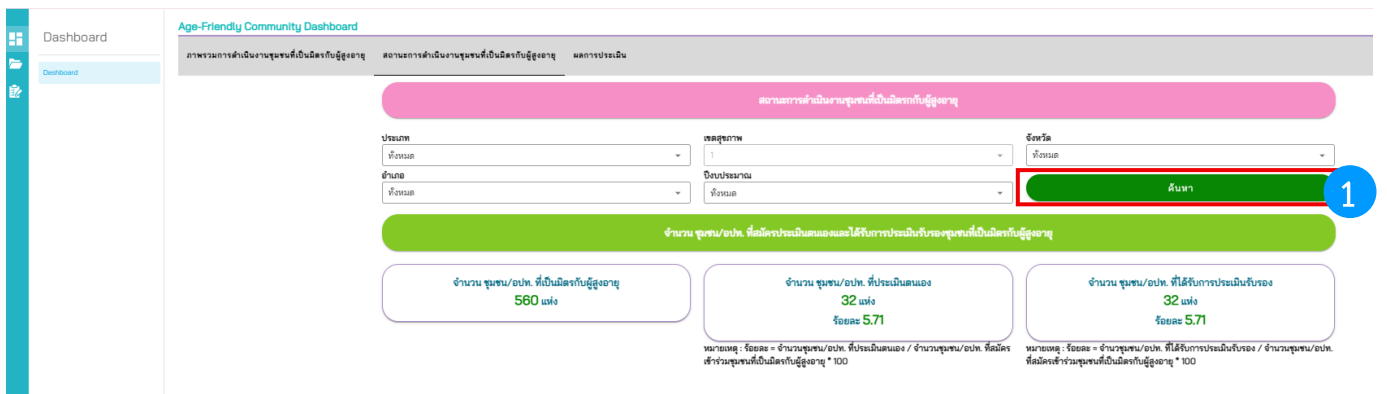 Dashboard
Dashboard
Age-Friendly Community Dashboard
ภาพรวมการดำเนินงานชุมชนที่เป็นมิตรกับผู้สูงอายุ สถานะการดำเนินงานชุมชนที่เป็นมิตรกับผู้สูงอายุ ผลการประเมิน
สถานะการดำเนินงานชุมชนที่เป็นมิตรกับผู้สูงอายุ
ประเภท เขตสุขภาพ จังหวัด
ทั้งหมด 1 ทั้งหมด
อำเภอ ปีงบประมาณ
ทั้งหมด ทั้งหมด ค้นหา 1
จำนวน ชุมชน/อปท. ที่สมัครประเมินตนเองและได้รับการประเมินรับรองชุมชนที่เป็นมิตรกับผู้สูงอายุ
จำนวน ชุมชน/อปท. ที่เป็นมิตรกับผู้สูงอายุ
560 แห่ง
จำนวน ชุมชน/อปท. ที่ประเมินตนเอง
32 แห่ง
ร้อยละ 5.71
หมายเหตุ : ร้อยละ = จำนวนชุมชน/อปท. ที่ประเมินตนเอง / จำนวนชุมชน/อปท. ที่สมัคร
เข้าร่วมชุมชนที่เป็นมิตรกับผู้สูงอายุ * 100
จำนวน ชุมชน/อปท. ที่ได้รับการประเมินรับรอง
32 แห่ง
ร้อยละ 5.71
หมายเหตุ : ร้อยละ = จำนวชุมชน/อปท. ที่ได้รับการประเมินรับรอง / จำนวนชุมชน/อปท.
ที่สมัครเข้าร่วมชุมชนที่เป็นมิตรกับผู้สูงอายุ * 100